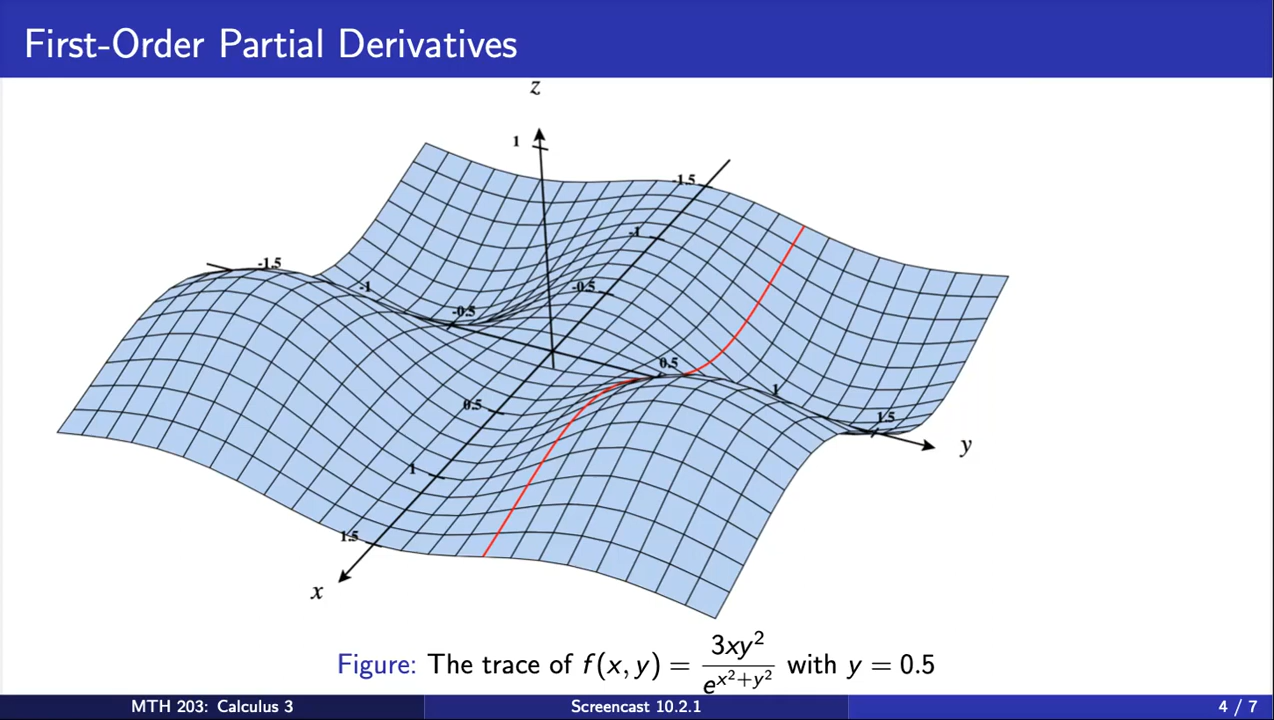 First-Order Partial Derivatives
z
1
-1.5
-1
-0.5
-1.5
-1
-0.5
0.5
1
1.5
y
0.5
1
1.5
x
Figure: The trace of f(x, y) = 3xy² / e^{x²+y²} with y = 0.5
MTH 203: Calculus 3 Screencast 10.2.1 4 / 7